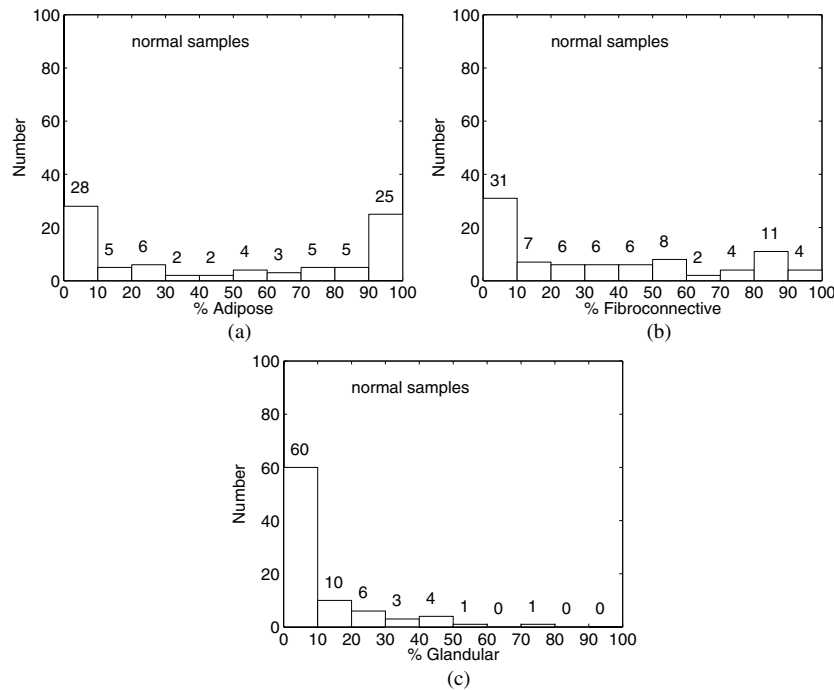 100
80
60
40
20
0
Number
normal samples
28 5 6 2 2 4 3 5 5 25
0 10 20 30 40 50 60 70 80 90 100
% Adipose
(a)
100
80
60
40
20
0
Number
normal samples
31 7 6 6 6 8 2 4 11 4
0 10 20 30 40 50 60 70 80 90 100
% Fibroconnective
(b)
100
80
60
40
20
0
Number
normal samples
60 10 6 3 4 1 0 1 0 0
0 10 20 30 40 50 60 70 80 90 100
% Glandular
(c)